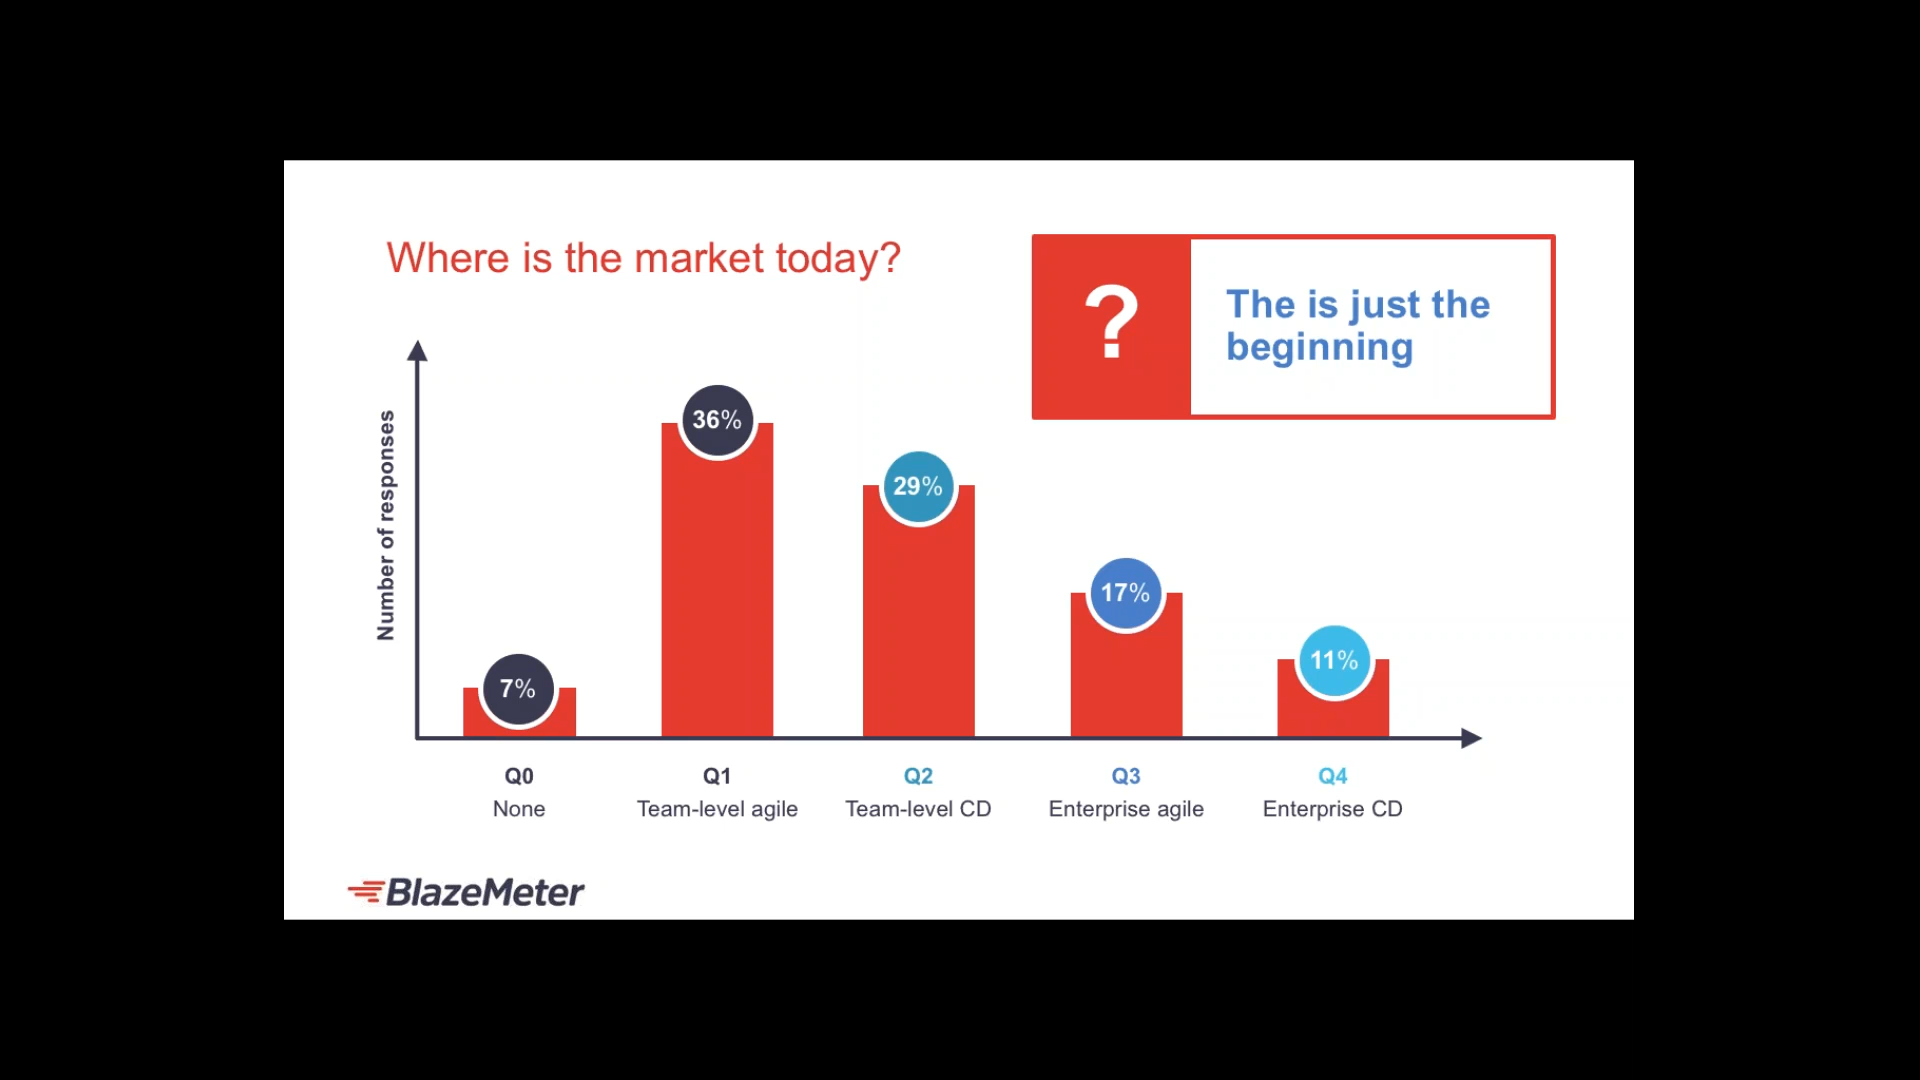 Where is the market today?
?
The is just the
beginning
Number of responses
7%
36%
29%
17%
11%
Q0
None
Q1
Team-level agile
Q2
Team-level CD
Q3
Enterprise agile
Q4
Enterprise CD
BlazeMeter